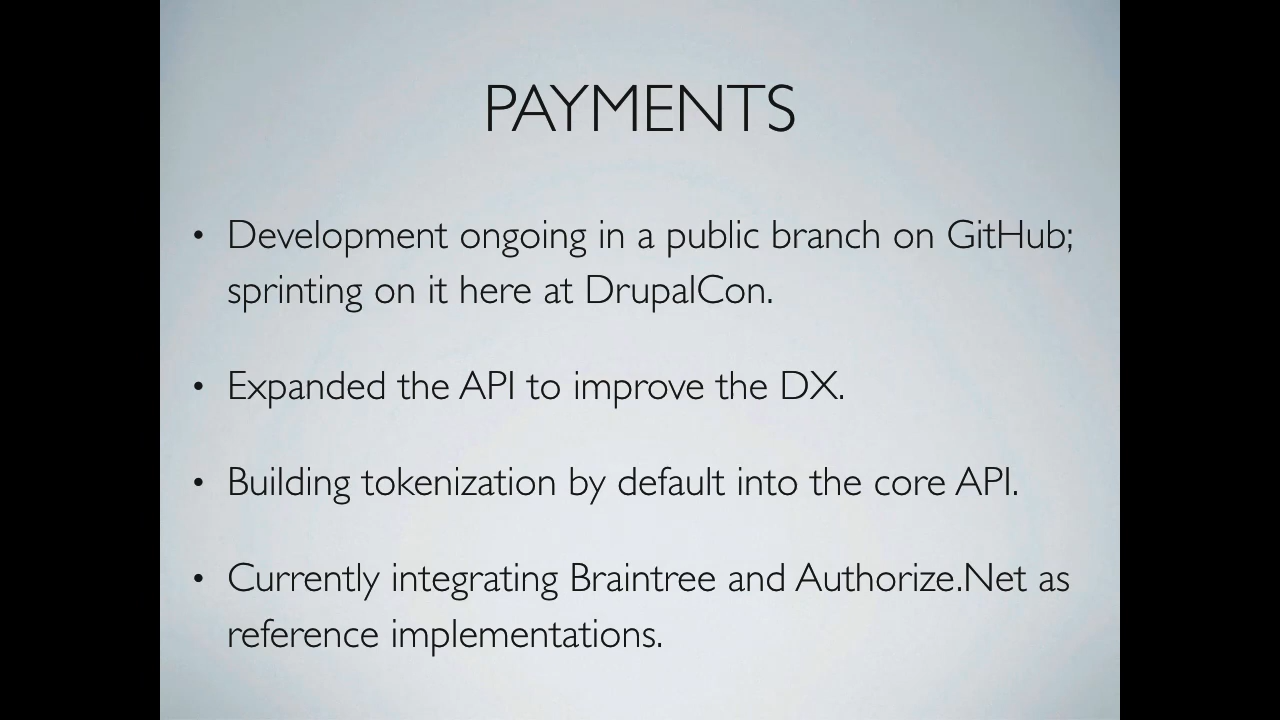 PAYMENTS
• Development ongoing in a public branch on GitHub;
sprinting on it here at DrupalCon.
• Expanded the API to improve the DX.
• Building tokenization by default into the core API.
• Currently integrating Braintree and Authorize.Net as
reference implementations.